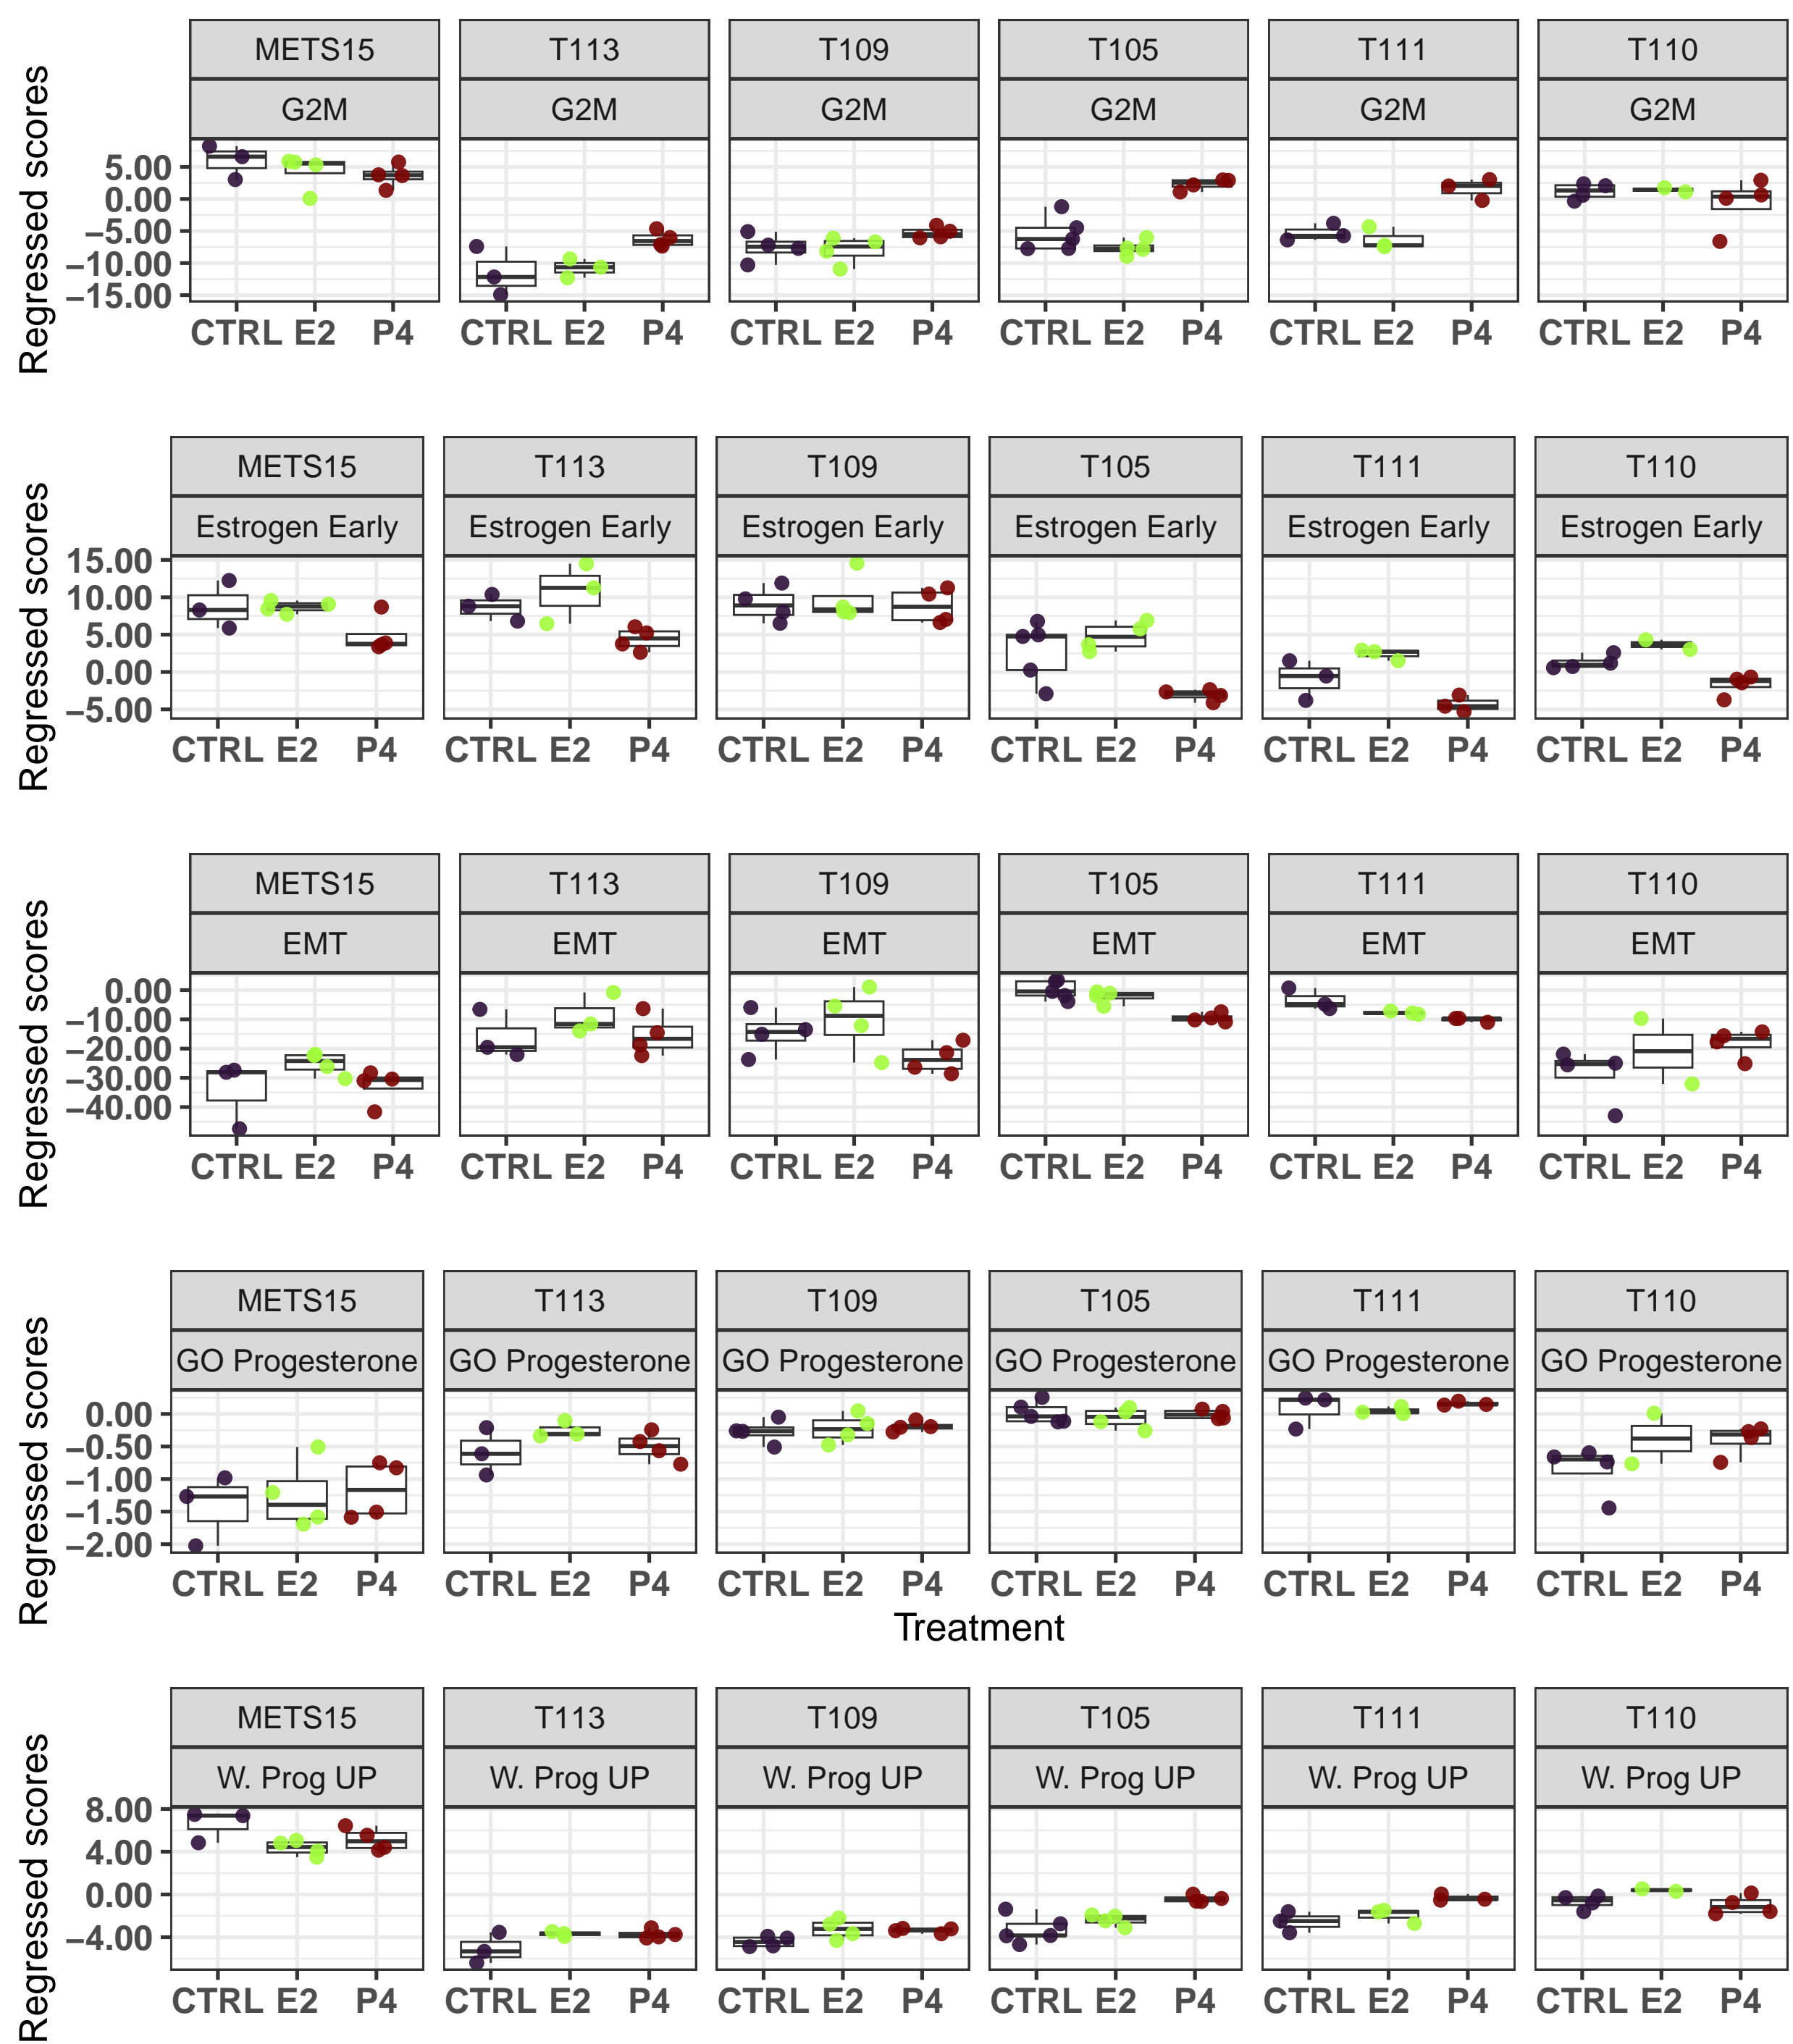 METS15 T113 T109 T105 T111 T110
G2M G2M G2M G2M G2M G2M
Regressed scores
5.00
0.00
−5.00
−10.00
−15.00
CTRL E2 P4 CTRL E2 P4 CTRL E2 P4 CTRL E2 P4 CTRL E2 P4 CTRL E2 P4
METS15 T113 T109 T105 T111 T110
Estrogen Early Estrogen Early Estrogen Early Estrogen Early Estrogen Early Estrogen Early
Regressed scores
15.00
10.00
5.00
0.00
−5.00
CTRL E2 P4 CTRL E2 P4 CTRL E2 P4 CTRL E2 P4 CTRL E2 P4 CTRL E2 P4
METS15 T113 T109 T105 T111 T110
EMT EMT EMT EMT EMT EMT
Regressed scores
0.00
−10.00
−20.00
−30.00
−40.00
CTRL E2 P4 CTRL E2 P4 CTRL E2 P4 CTRL E2 P4 CTRL E2 P4 CTRL E2 P4
METS15 T113 T109 T105 T111 T110
GO Progesterone GO Progesterone GO Progesterone GO Progesterone GO Progesterone GO Progesterone
Regressed scores
0.00
−0.50
−1.00
−1.50
−2.00
CTRL E2 P4 CTRL E2 P4 CTRL E2 P4 CTRL E2 P4 CTRL E2 P4 CTRL E2 P4
Treatment
METS15 T113 T109 T105 T111 T110
W. Prog UP W. Prog UP W. Prog UP W. Prog UP W. Prog UP W. Prog UP
Regressed scores
8.00
4.00
0.00
−4.00
CTRL E2 P4 CTRL E2 P4 CTRL E2 P4 CTRL E2 P4 CTRL E2 P4 CTRL E2 P4